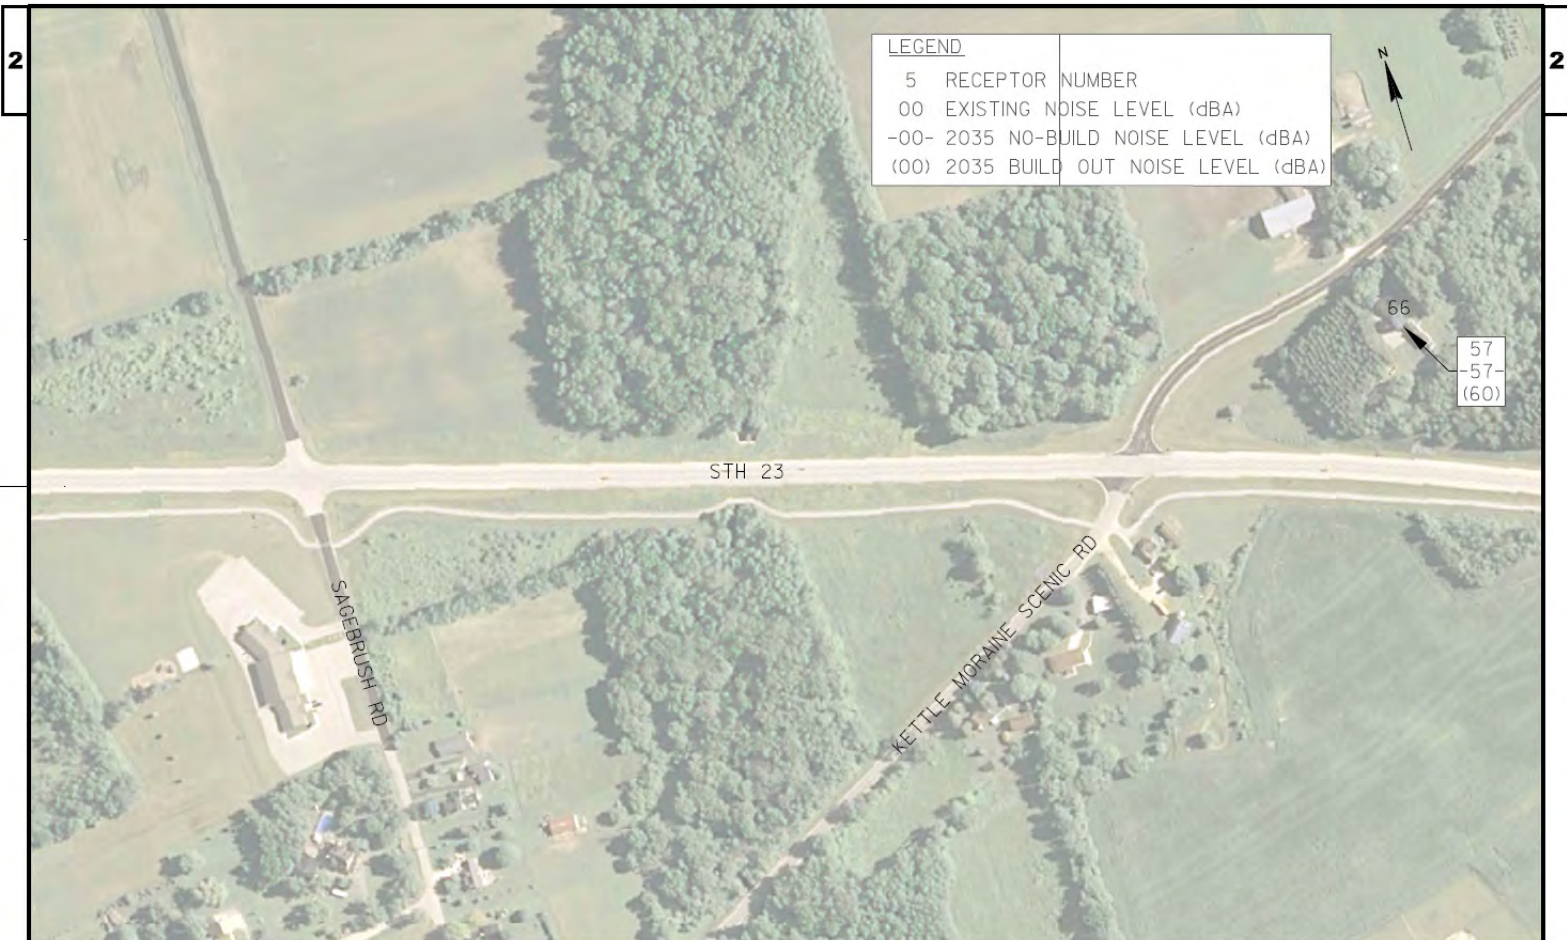 2
2
LEGEND
5 RECEPTOR NUMBER
00 EXISTING NOISE LEVEL (dBA)
-00- 2035 NO-BUILD NOISE LEVEL (dBA)
(00) 2035 BUILD OUT NOISE LEVEL (dBA)
N
66
57
-57-
(60)
STH 23
SAGEBRUSH RD
KETTLE MORAINE SCENIC RD